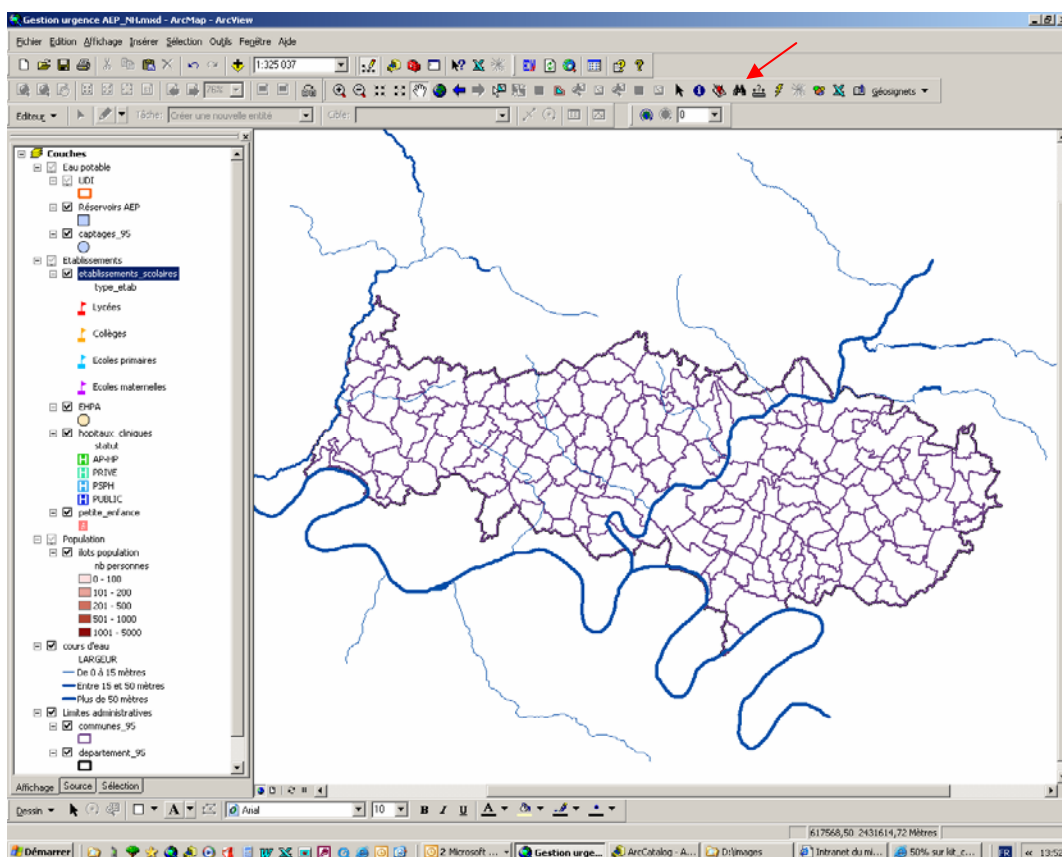 Gestion urgence AEP_NH.mxd - ArcMap - ArcView
Fichier Edition Affichage Insérer Sélection Outils Fenêtre Aide
1:325 037
76%
Géosignets
Editeur Tâche: Créer une nouvelle entité Cible: 0
Couches
Eau potable
UDI
Réservoirs AEP
captages_95
Etablissements
etablissements_scolaires
type_etab
Lycées
Colèges
Ecoles primaires
Ecoles maternelles
EHPA
hopitaux_cliniques
statut
AP-HP
PRIVE
PSPH
PUBLIC
petite_enfance
Population
ilots population
nb personnes
0 - 100
101 - 200
201 - 500
501 - 1000
1001 - 5000
cours d'eau
LARGEUR
De 0 à 15 mètres
Entre 15 et 50 mètres
Plus de 50 mètres
Limites administratives
communes_95
departement_95
Affichage Source Sélection
Dessin A Arial 10 B I U A
617568,50 2431614,72 Mètres
Démarrer 2 Microsoft ... Gestion urge... ArcCatalog - A... D:\images Intranet du mi... 50% sur kit_c... FR « 13:52